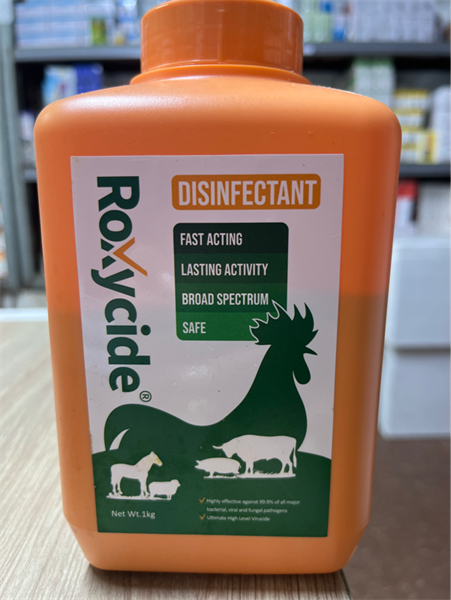 Roxycide®
DISINFECTANT
FAST ACTING
LASTING ACTIVITY
BROAD SPECTRUM
SAFE
Highly effective against 99.9% of all major
bacterial, viral and fungal pathogens
Ultimate High Level Virucide
Net Wt.1kg